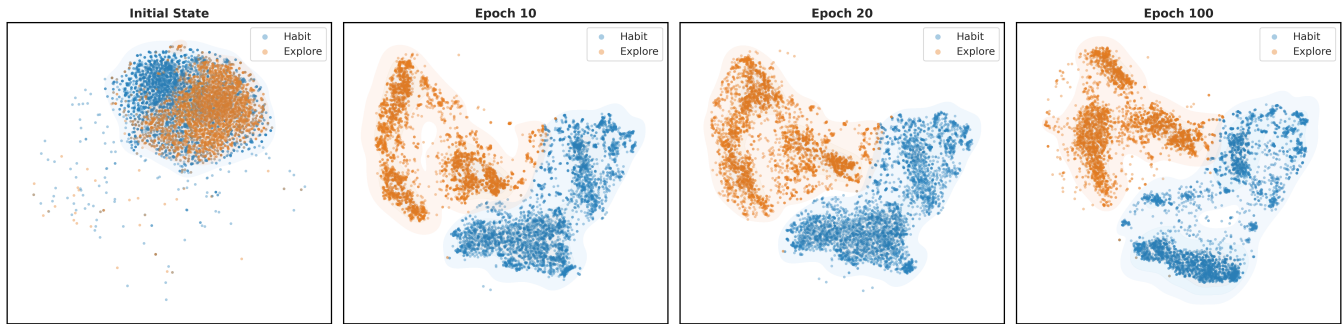 Initial State
Habit
Explore
Epoch 10
Habit
Explore
Epoch 20
Habit
Explore
Epoch 100
Habit
Explore